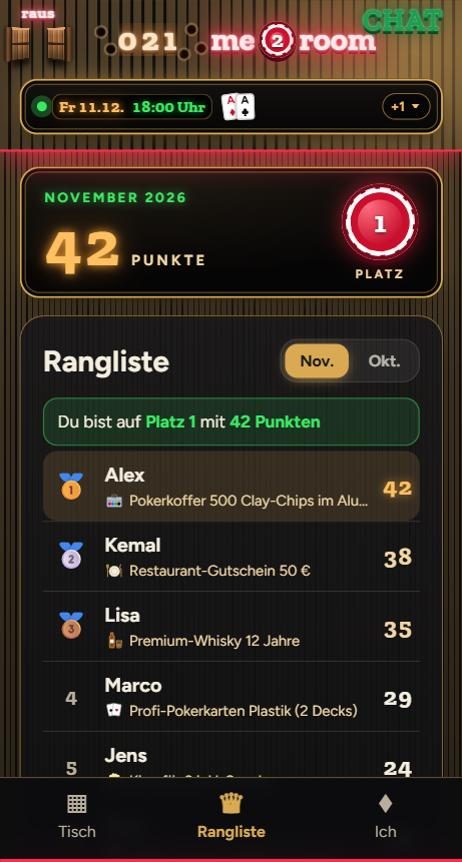 raus
021
me 2 room
CHAT
Fr 11.12. 18:00 Uhr
A A
+1
NOVEMBER 2026
42 PUNKTE
1
PLATZ
Rangliste
Nov. Okt.
Du bist auf Platz 1 mit 42 Punkten
1 Alex 42
Pokerkoffer 500 Clay-Chips im Alu...
2 Kemal 38
Restaurant-Gutschein 50 €
3 Lisa 35
Premium-Whisky 12 Jahre
4 Marco 29
Profi-Pokerkarten Plastik (2 Decks)
5 Jens 24
Tisch Rangliste Ich